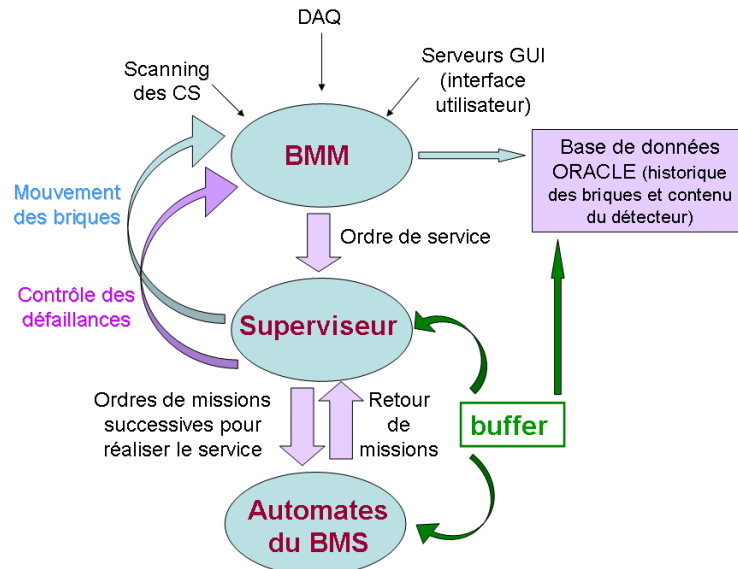 DAQ
Scanning
des CS
Serveurs GUI
(interface
utilisateur)
BMM
Base de données
ORACLE (historique
des briques et contenu
du détecteur)
Mouvement
des briques
Ordre de service
Contrôle des
défaillances
Superviseur
Ordres de missions
successives pour
réaliser le service
Retour
de
missions
buffer
Automates
du BMS